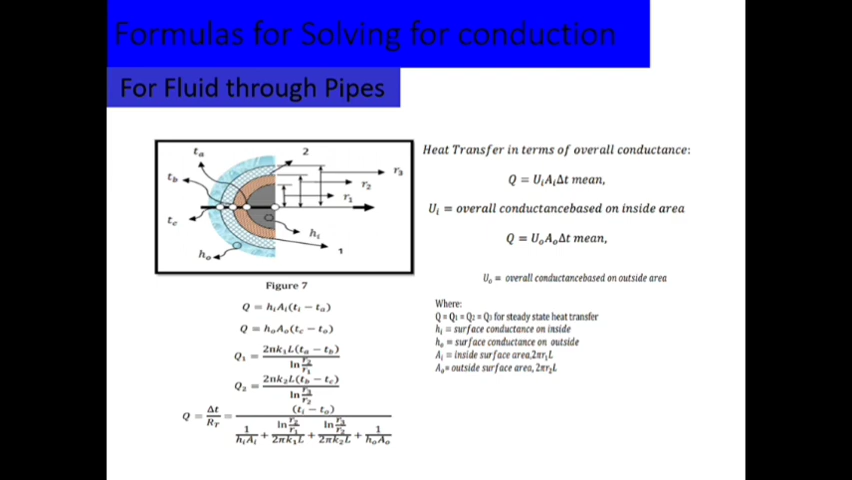 Formulas for Solving for conduction
For Fluid through Pipes
tₐ
2
r₃
t_b
r₂
r₁
t_c
hᵢ
1
hₒ
Figure 7
Q = hᵢAᵢ(tᵢ − tₐ)
Q = hₒAₒ(t_c − tₒ)
Q₁ = 2nk₁L(tₐ − t_b) / ln r₂/r₁
Q₂ = 2nk₂L(t_b − t_c) / ln r₃/r₂
Q = Δt/R_T = (tᵢ − tₒ) / 1/hᵢAᵢ + ln r₂/r₁ / 2πk₁L + ln r₃/r₂ / 2πk₂L + 1/hₒAₒ
Heat Transfer in terms of overall conductance:
Q = UᵢAᵢΔt mean,
Uᵢ = overall conductancebased on inside area
Q = UₒAₒΔt mean,
Uₒ = overall conductancebased on outside area
Where:
Q = Q₁ = Q₂ = Q₃ for steady state heat transfer
hᵢ = surface conductance on inside
hₒ = surface conductance on outside
Aᵢ = inside surface area,2πr₁L
Aₒ= outside surface area, 2πr₂L